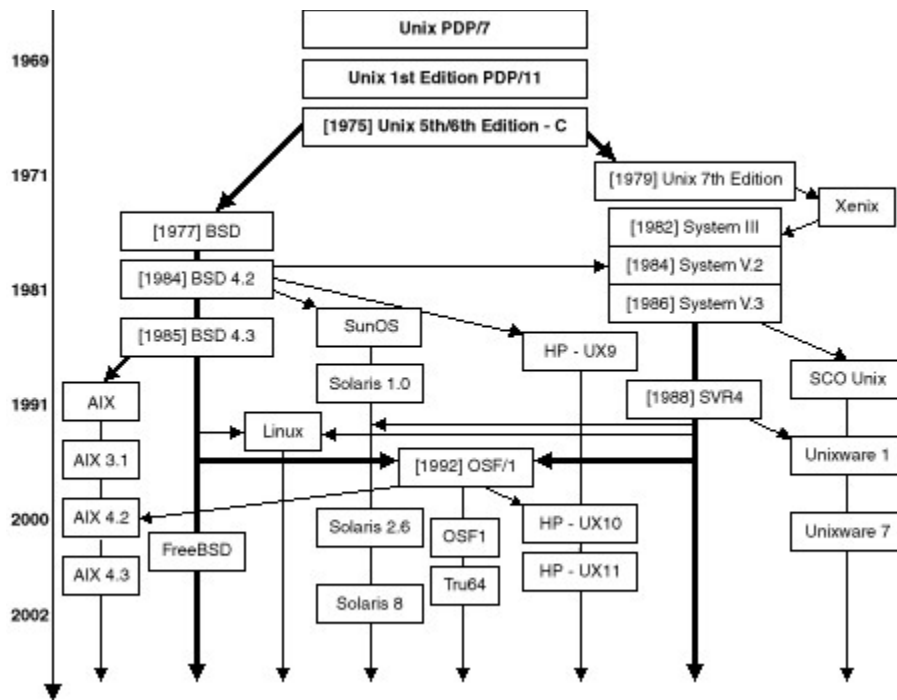 Unix PDP/7
1969
Unix 1st Edition PDP/11
[1975] Unix 5th/6th Edition - C
1971
[1979] Unix 7th Edition
Xenix
[1977] BSD
[1982] System III
[1984] BSD 4.2
[1984] System V.2
1981
[1986] System V.3
SunOS
[1985] BSD 4.3
HP - UX9
SCO Unix
Solaris 1.0
1991
AIX
[1988] SVR4
Linux
AIX 3.1
[1992] OSF/1
Unixware 1
2000
AIX 4.2
Solaris 2.6
OSF1
HP - UX10
Unixware 7
FreeBSD
AIX 4.3
Tru64
HP - UX11
Solaris 8
2002